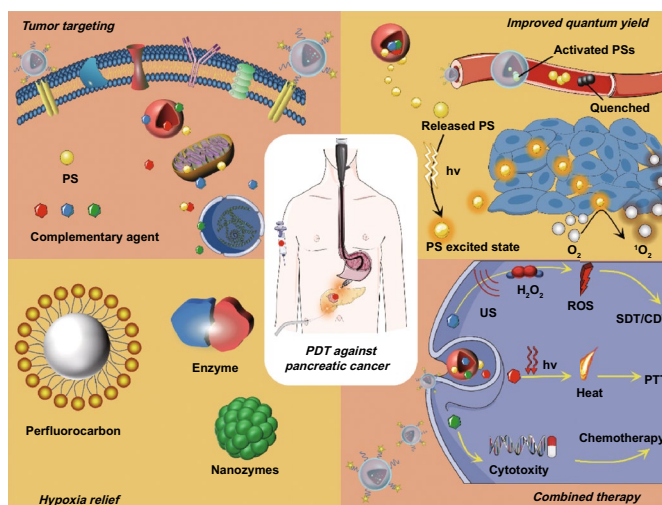 Tumor targeting
PS
Complementary agent
Improved quantum yield
Activated PSs
Quenched
Released PS
hv
PS excited state
O₂
¹O₂
PDT against
pancreatic cancer
Perfluorocarbon
Enzyme
Nanozymes
Hypoxia relief
US
H₂O₂
ROS
SDT/CD
hv
Heat
PT
Cytotoxity
Chemotherapy
Combined therapy